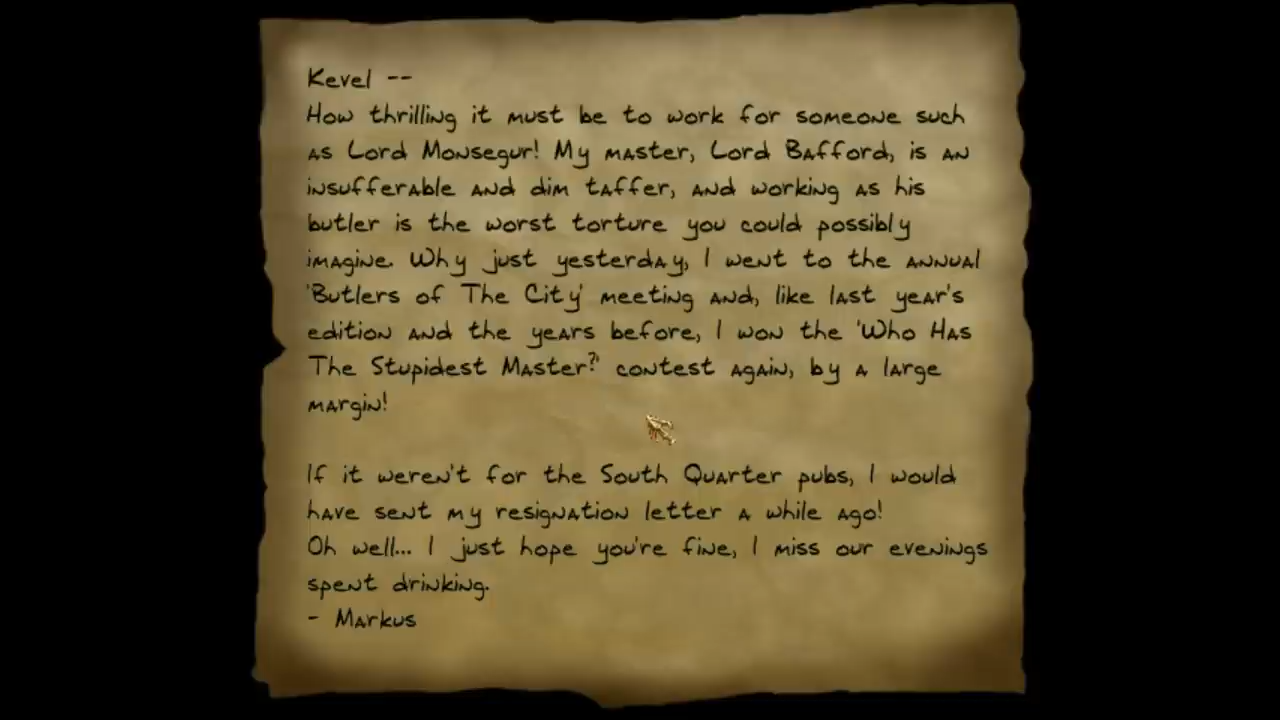 Kevel --
How thrilling it must be to work for someone such
as Lord Monsegur! My master, Lord Bafford, is an
insufferable and dim taffer, and working as his
butler is the worst torture you could possibly
imagine. Why just yesterday, I went to the annual
'Butlers of The City' meeting and, like last year's
edition and the years before, I won the 'Who Has
The Stupidest Master?' contest again, by a large
margin!
If it weren't for the South Quarter pubs, I would
have sent my resignation letter a while ago!
Oh well... I just hope you're fine, I miss our evenings
spent drinking.
- Markus